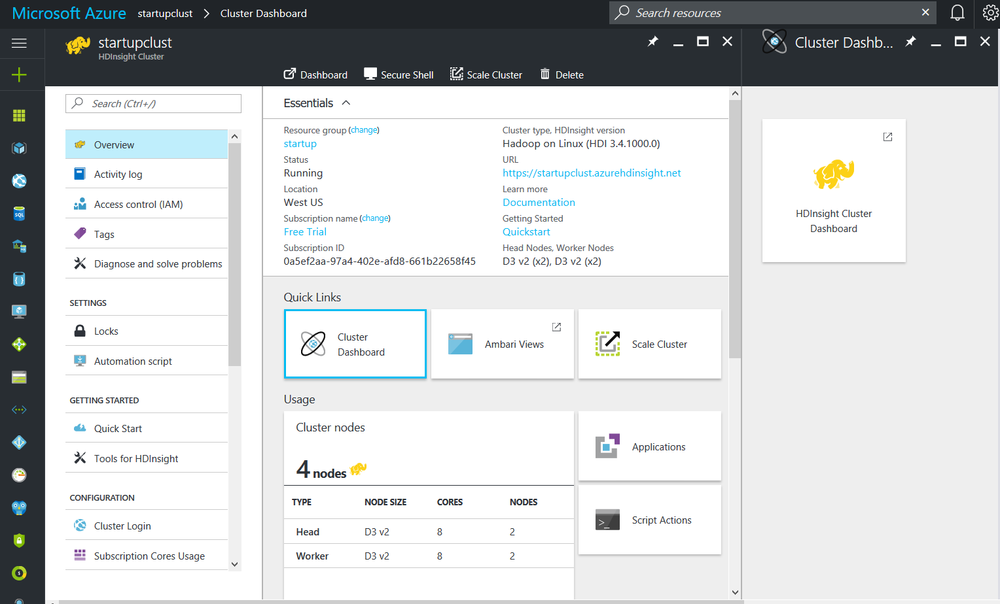 Microsoft Azure startupclust > Cluster Dashboard
Search resources
startupclust
HDInsight Cluster
Dashboard
Secure Shell
Scale Cluster
Delete
Search (Ctrl+/)
Overview
Activity log
Access control (IAM)
Tags
Diagnose and solve problems
SETTINGS
Locks
Automation script
GETTING STARTED
Quick Start
Tools for HDInsight
CONFIGURATION
Cluster Login
Subscription Cores Usage
Essentials
Resource group (change)
startup
Status
Running
Location
West US
Subscription name (change)
Free Trial
Subscription ID
0a5ef2aa-97a4-402e-afd8-661b22658f45
Cluster type, HDInsight version
Hadoop on Linux (HDI 3.4.1000.0)
URL
https://startupclust.azurehdinsight.net
Learn more
Documentation
Getting Started
Quickstart
Head Nodes, Worker Nodes
D3 v2 (x2), D3 v2 (x2)
Quick Links
Cluster
Dashboard
Ambari Views
Scale Cluster
Usage
Cluster nodes
4 nodes
TYPE NODE SIZE CORES NODES
Head D3 v2 8 2
Worker D3 v2 8 2
Applications
Script Actions
Cluster Dashb...
HDInsight Cluster
Dashboard
SQL